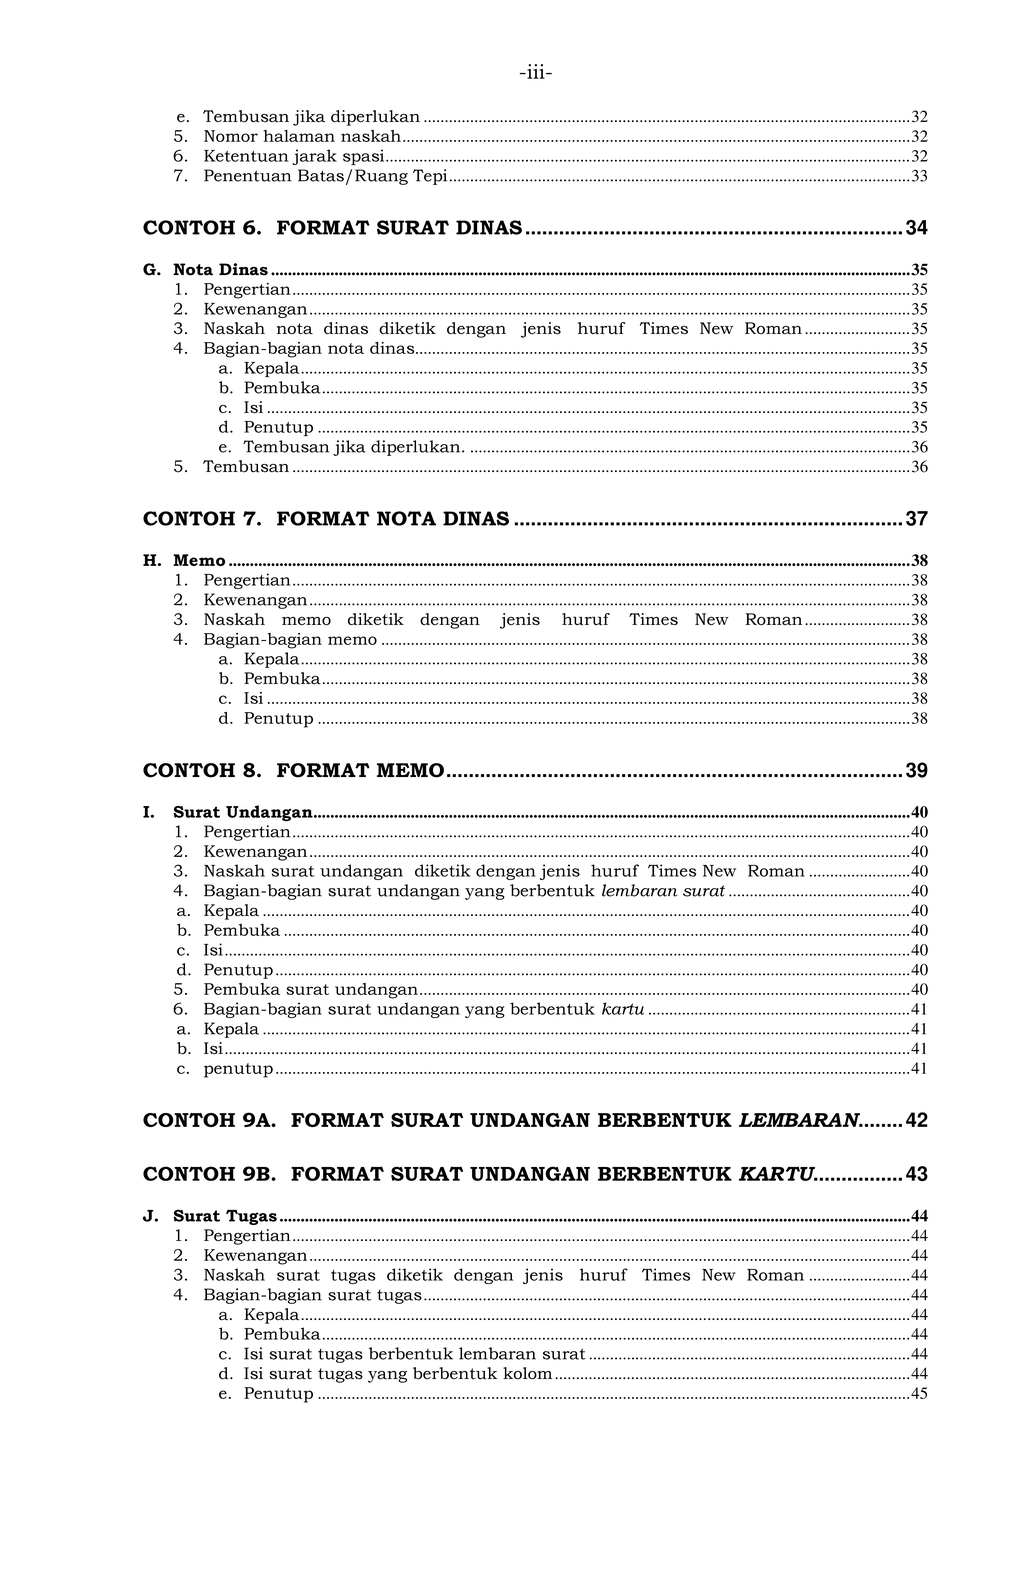 -iii-
e. Tembusan jika diperlukan ........ 32
5. Nomor halaman naskah ........ 32
6. Ketentuan jarak spasi ........ 32
7. Penentuan Batas/Ruang Tepi ........ 33
CONTOH 6. FORMAT SURAT DINAS ........ 34
G. Nota Dinas ........ 35
1. Pengertian ........ 35
2. Kewenangan ........ 35
3. Naskah nota dinas diketik dengan jenis huruf Times New Roman ........ 35
4. Bagian-bagian nota dinas ........ 35
a. Kepala ........ 35
b. Pembuka ........ 35
c. Isi ........ 35
d. Penutup ........ 35
e. Tembusan jika diperlukan. ........ 36
5. Tembusan ........ 36
CONTOH 7. FORMAT NOTA DINAS ........ 37
H. Memo ........ 38
1. Pengertian ........ 38
2. Kewenangan ........ 38
3. Naskah memo diketik dengan jenis huruf Times New Roman ........ 38
4. Bagian-bagian memo ........ 38
a. Kepala ........ 38
b. Pembuka ........ 38
c. Isi ........ 38
d. Penutup ........ 38
CONTOH 8. FORMAT MEMO ........ 39
I. Surat Undangan ........ 40
1. Pengertian ........ 40
2. Kewenangan ........ 40
3. Naskah surat undangan diketik dengan jenis huruf Times New Roman ........ 40
4. Bagian-bagian surat undangan yang berbentuk lembaran surat ........ 40
a. Kepala ........ 40
b. Pembuka ........ 40
c. Isi ........ 40
d. Penutup ........ 40
5. Pembuka surat undangan ........ 40
6. Bagian-bagian surat undangan yang berbentuk kartu ........ 41
a. Kepala ........ 41
b. Isi ........ 41
c. penutup ........ 41
CONTOH 9A. FORMAT SURAT UNDANGAN BERBENTUK LEMBARAN ........ 42
CONTOH 9B. FORMAT SURAT UNDANGAN BERBENTUK KARTU ........ 43
J. Surat Tugas ........ 44
1. Pengertian ........ 44
2. Kewenangan ........ 44
3. Naskah surat tugas diketik dengan jenis huruf Times New Roman ........ 44
4. Bagian-bagian surat tugas ........ 44
a. Kepala ........ 44
b. Pembuka ........ 44
c. Isi surat tugas berbentuk lembaran surat ........ 44
d. Isi surat tugas yang berbentuk kolom ........ 44
e. Penutup ........ 45